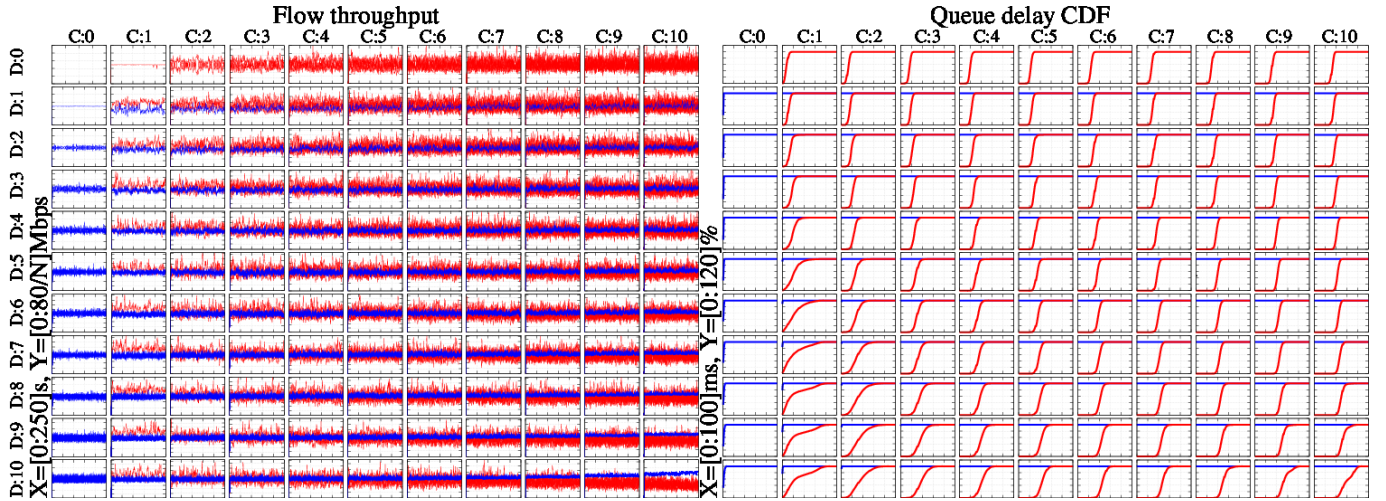 Flow throughput
C:0 C:1 C:2 C:3 C:4 C:5 C:6 C:7 C:8 C:9 C:10
D:0
D:1
D:2
D:3
D:4
D:5
D:6
D:7
D:8
D:9
D:10
X=[0:250]s, Y=[0:80/N]Mbps
Queue delay CDF
C:0 C:1 C:2 C:3 C:4 C:5 C:6 C:7 C:8 C:9 C:10
X=[0:100]ms, Y=[0:120]%